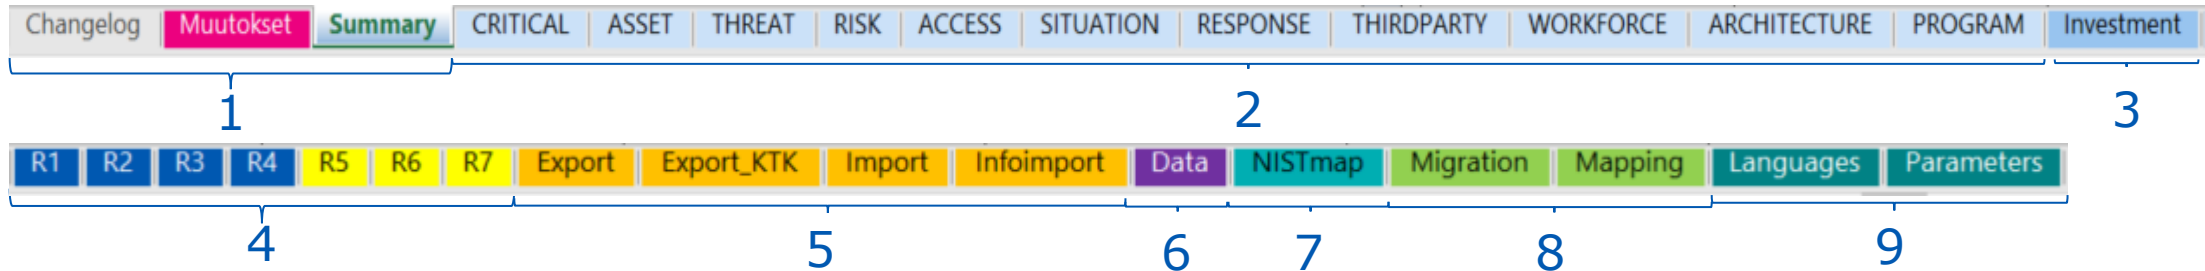 Changelog Muutokset Summary CRITICAL ASSET THREAT RISK ACCESS SITUATION RESPONSE THIRDPARTY WORKFORCE ARCHITECTURE PROGRAM Investment
1 2 3
R1 R2 R3 R4 R5 R6 R7 Export Export_KTK Import Infoimport Data NISTmap Migration Mapping Languages Parameters
4 5 6 7 8 9